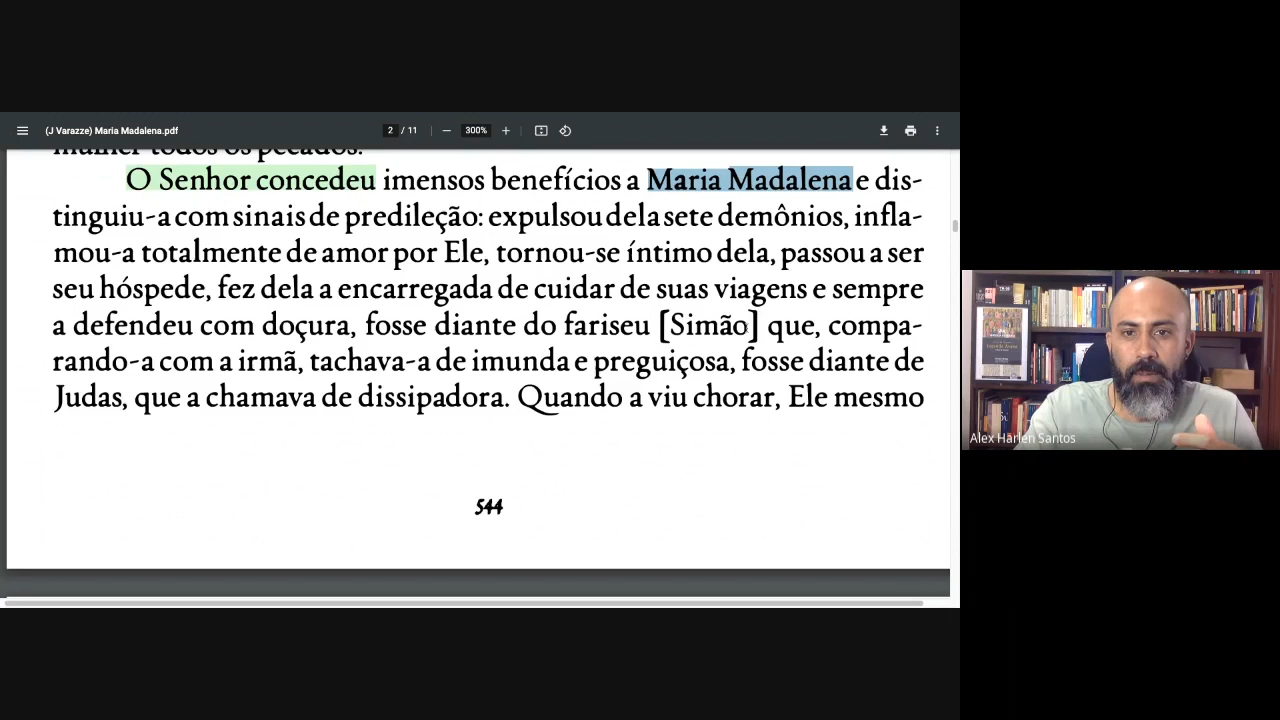 (J Varazze) Maria Madalena.pdf
2 / 11
300%
mulher todos os pecados.
O Senhor concedeu imensos benefícios a Maria Madalena e dis-
tinguiu-a com sinais de predileção: expulsou dela sete demônios, infla-
mou-a totalmente de amor por Ele, tornou-se íntimo dela, passou a ser
seu hóspede, fez dela a encarregada de cuidar de suas viagens e sempre
a defendeu com doçura, fosse diante do fariseu [Simão] que, compa-
rando-a com a irmã, tachava-a de imunda e preguiçosa, fosse diante de
Judas, que a chamava de dissipadora. Quando a viu chorar, Ele mesmo
544
Alex Harlen Santos